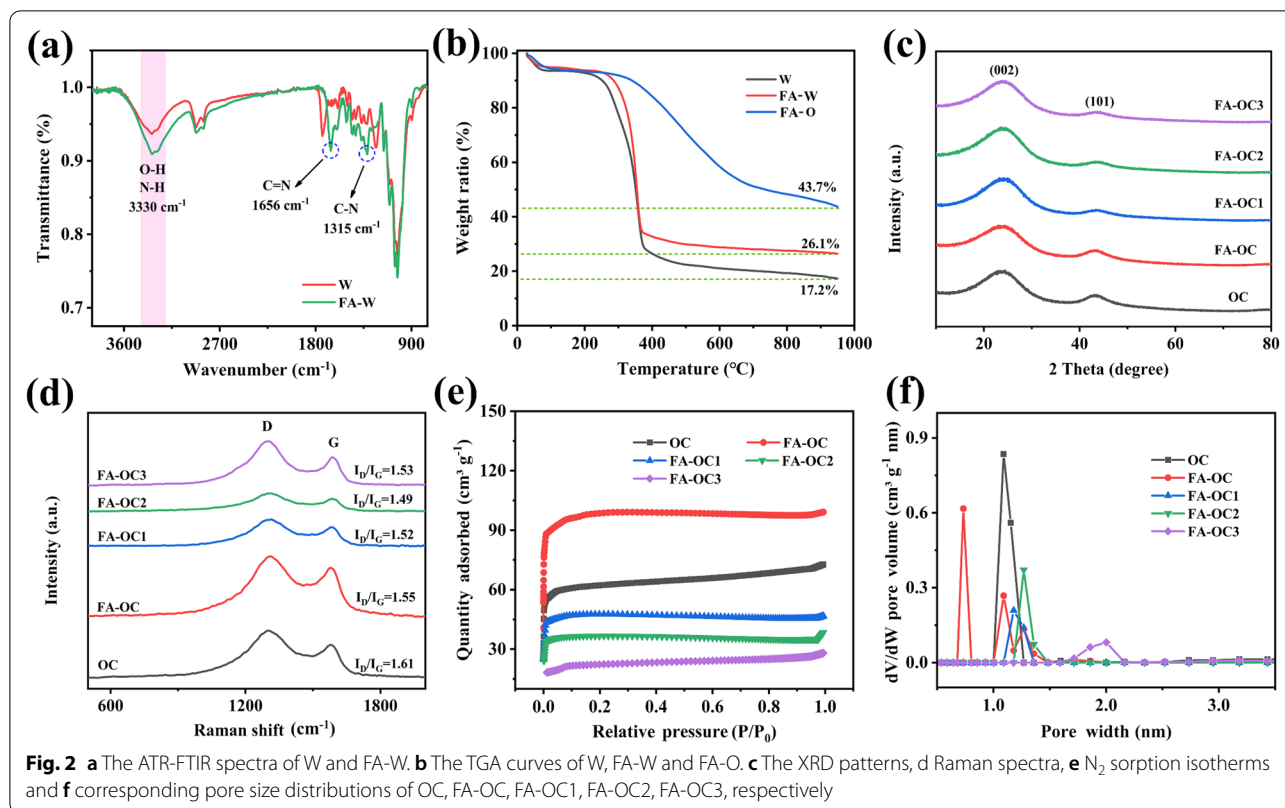 (a)
1.0
0.9
0.8
0.7
Transmittance (%)
O-H
N-H
3330 cm⁻¹
C=N
1656 cm⁻¹
C-N
1315 cm⁻¹
W
FA-W
3600 2700 1800 900
Wavenumber (cm⁻¹)
(b)
100
80
60
40
20
0
Weight ratio (%)
W
FA-W
FA-O
43.7%
26.1%
17.2%
0 200 400 600 800 1000
Temperature (°C)
(c)
Intensity (a.u.)
(002)
(101)
FA-OC3
FA-OC2
FA-OC1
FA-OC
OC
20 40 60 80
2 Theta (degree)
(d)
Intensity (a.u.)
D
G
FA-OC3
I_D/I_G=1.53
FA-OC2
I_D/I_G=1.49
FA-OC1
I_D/I_G=1.52
FA-OC
I_D/I_G=1.55
OC
I_D/I_G=1.61
600 1200 1800
Raman shift (cm⁻¹)
(e)
150
120
90
60
30
Quantity adsorbed (cm³ g⁻¹)
OC FA-OC
FA-OC1 FA-OC2
FA-OC3
0.0 0.2 0.4 0.6 0.8 1.0
Relative pressure (P/P₀)
(f)
0.9
0.6
0.3
0.0
dV/dW pore volume (cm³ g⁻¹ nm)
OC
FA-OC
FA-OC1
FA-OC2
FA-OC3
1.0 2.0 3.0
Pore width (nm)
Fig. 2 a The ATR-FTIR spectra of W and FA-W. b The TGA curves of W, FA-W and FA-O. c The XRD patterns, d Raman spectra, e N₂ sorption isotherms
and f corresponding pore size distributions of OC, FA-OC, FA-OC1, FA-OC2, FA-OC3, respectively